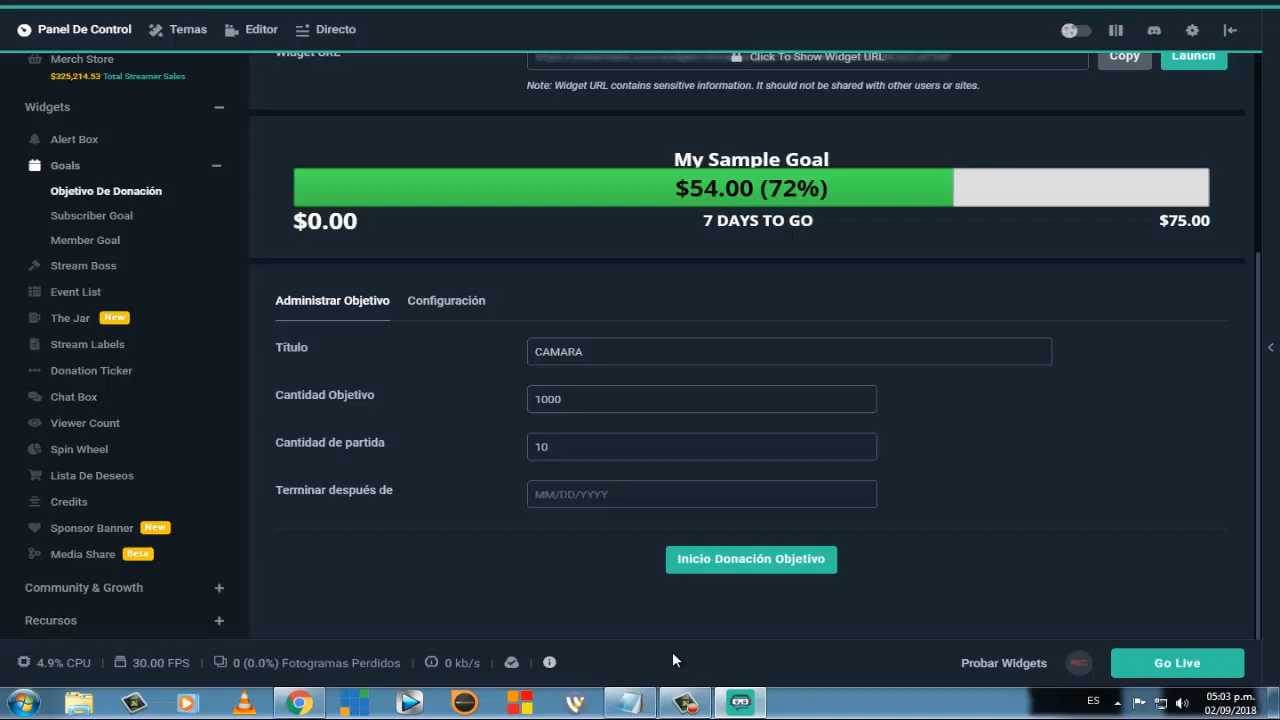 Panel De Control Temas Editor Directo
Merch Store
$325,214.53 Total Streamer Sales
Widgets
Alert Box
Goals
Objetivo De Donación
Subscriber Goal
Member Goal
Stream Boss
Event List
The Jar New
Stream Labels
Donation Ticker
Chat Box
Viewer Count
Spin Wheel
Lista De Deseos
Credits
Sponsor Banner New
Media Share Beta
Community & Growth
Recursos
Widget URL
Click To Show Widget URL
Copy
Launch
Note: Widget URL contains sensitive information. It should not be shared with other users or sites.
My Sample Goal
$54.00 (72%)
$0.00 7 DAYS TO GO $75.00
Administrar Objetivo Configuración
Título CAMARA
Cantidad Objetivo 1000
Cantidad de partida 10
Terminar después de MM/DD/YYYY
Inicio Donación Objetivo
4.9% CPU 30.00 FPS 0 (0.0%) Fotogramas Perdidos 0 kb/s Probar Widgets REC Go Live
ES 05:03 p.m.
02/09/2018